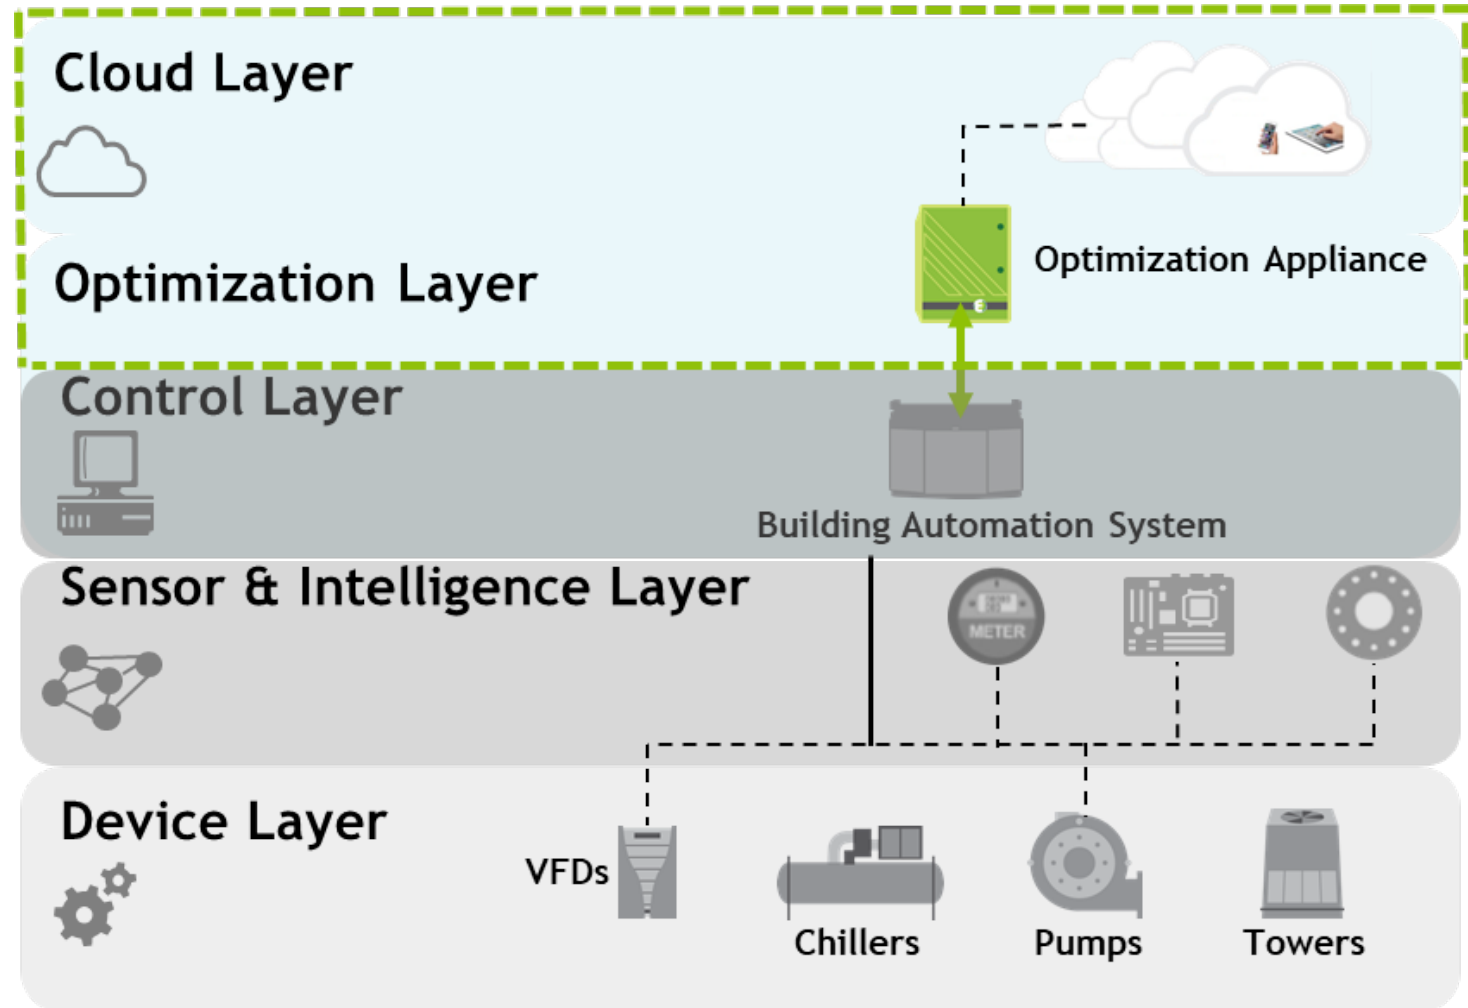 Cloud Layer
Optimization Appliance
Optimization Layer
Control Layer
Building Automation System
Sensor & Intelligence Layer
METER
Device Layer
VFDs
Chillers
Pumps
Towers